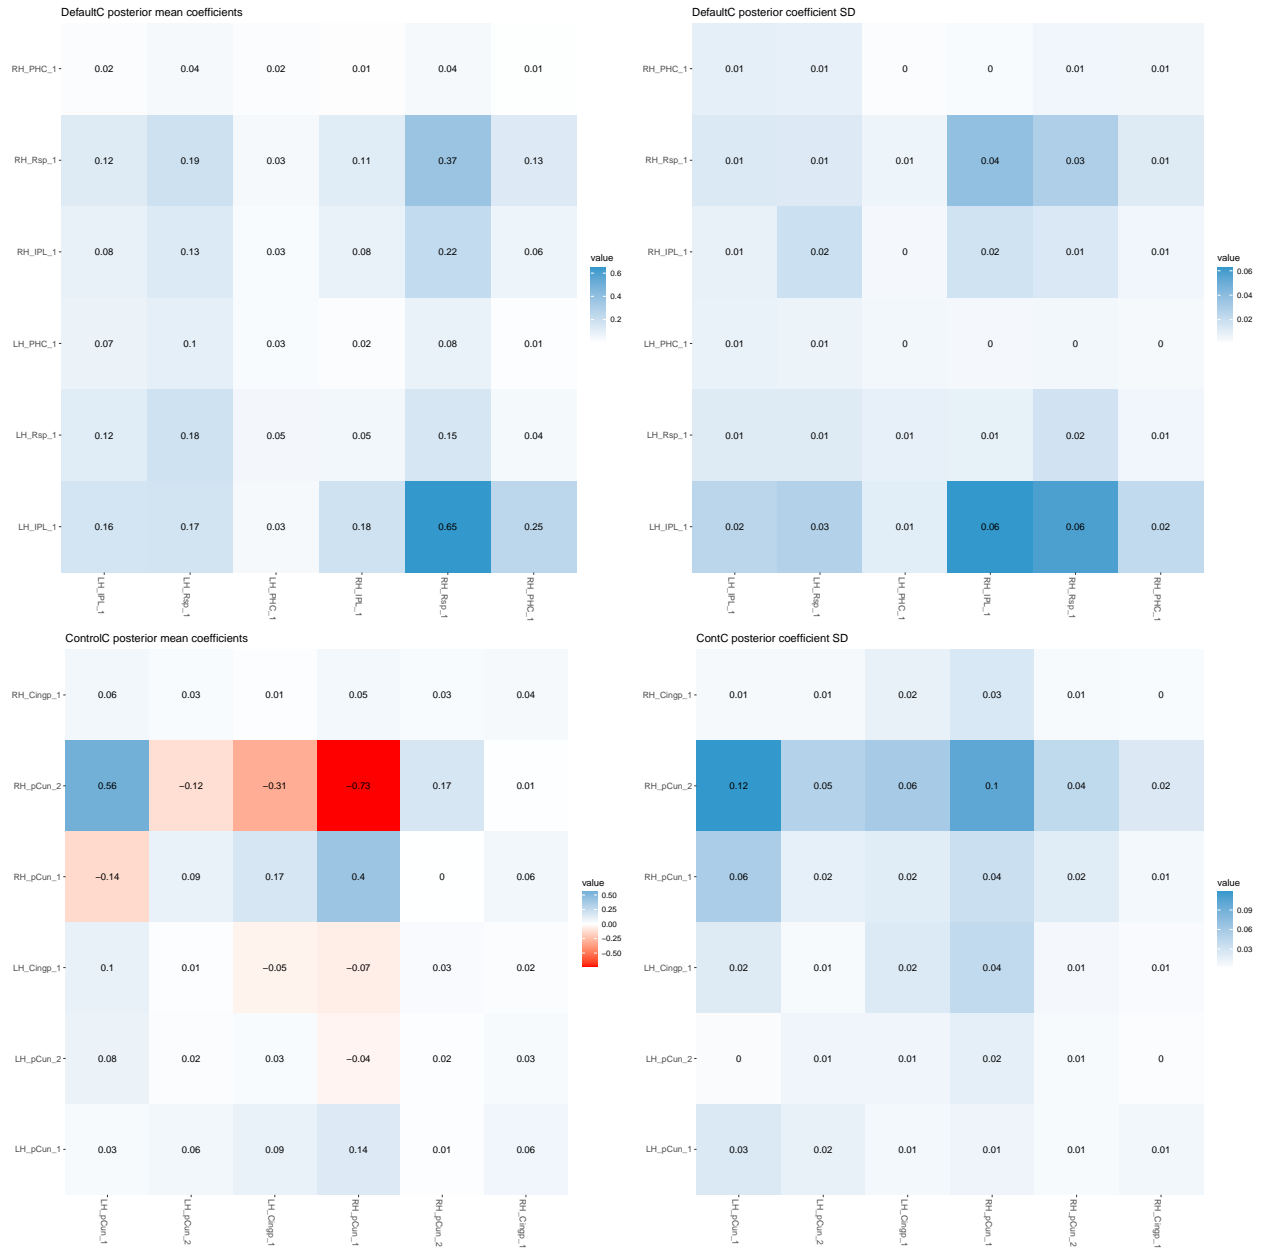 DefaultC posterior mean coefficients
RH_PHC_1 0.02 0.04 0.02 0.01 0.04 0.01
RH_Rsp_1 0.12 0.19 0.03 0.11 0.37 0.13
RH_IPL_1 0.08 0.13 0.03 0.08 0.22 0.06
LH_PHC_1 0.07 0.1 0.03 0.02 0.08 0.01
LH_Rsp_1 0.12 0.18 0.05 0.05 0.15 0.04
LH_IPL_1 0.16 0.17 0.03 0.18 0.65 0.25
LH_IPL_1 LH_Rsp_1 LH_PHC_1 RH_IPL_1 RH_Rsp_1 RH_PHC_1
value
0.6
0.4
0.2
DefaultC posterior coefficient SD
RH_PHC_1 0.01 0.01 0 0 0.01 0.01
RH_Rsp_1 0.01 0.01 0.01 0.04 0.03 0.01
RH_IPL_1 0.01 0.02 0 0.02 0.01 0.01
LH_PHC_1 0.01 0.01 0 0 0 0
LH_Rsp_1 0.01 0.01 0.01 0.01 0.02 0.01
LH_IPL_1 0.02 0.03 0.01 0.06 0.06 0.02
LH_IPL_1 LH_Rsp_1 LH_PHC_1 RH_IPL_1 RH_Rsp_1 RH_PHC_1
value
0.06
0.04
0.02
ControlC posterior mean coefficients
RH_Cingp_1 0.06 0.03 0.01 0.05 0.03 0.04
RH_pCun_2 0.56 −0.12 −0.31 −0.73 0.17 0.01
RH_pCun_1 −0.14 0.09 0.17 0.4 0 0.06
LH_Cingp_1 0.1 0.01 −0.05 −0.07 0.03 0.02
LH_pCun_2 0.08 0.02 0.03 −0.04 0.02 0.03
LH_pCun_1 0.03 0.06 0.09 0.14 0.01 0.06
LH_pCun_1 LH_pCun_2 LH_Cingp_1 RH_pCun_1 RH_pCun_2 RH_Cingp_1
value
0.50
0.25
0.00
−0.25
−0.50
ContC posterior coefficient SD
RH_Cingp_1 0.01 0.01 0.02 0.03 0.01 0
RH_pCun_2 0.12 0.05 0.06 0.1 0.04 0.02
RH_pCun_1 0.06 0.02 0.02 0.04 0.02 0.01
LH_Cingp_1 0.02 0.01 0.02 0.04 0.01 0.01
LH_pCun_2 0 0.01 0.01 0.02 0.01 0
LH_pCun_1 0.03 0.02 0.01 0.01 0.01 0.01
LH_pCun_1 LH_pCun_2 LH_Cingp_1 RH_pCun_1 RH_pCun_2 RH_Cingp_1
value
0.09
0.06
0.03